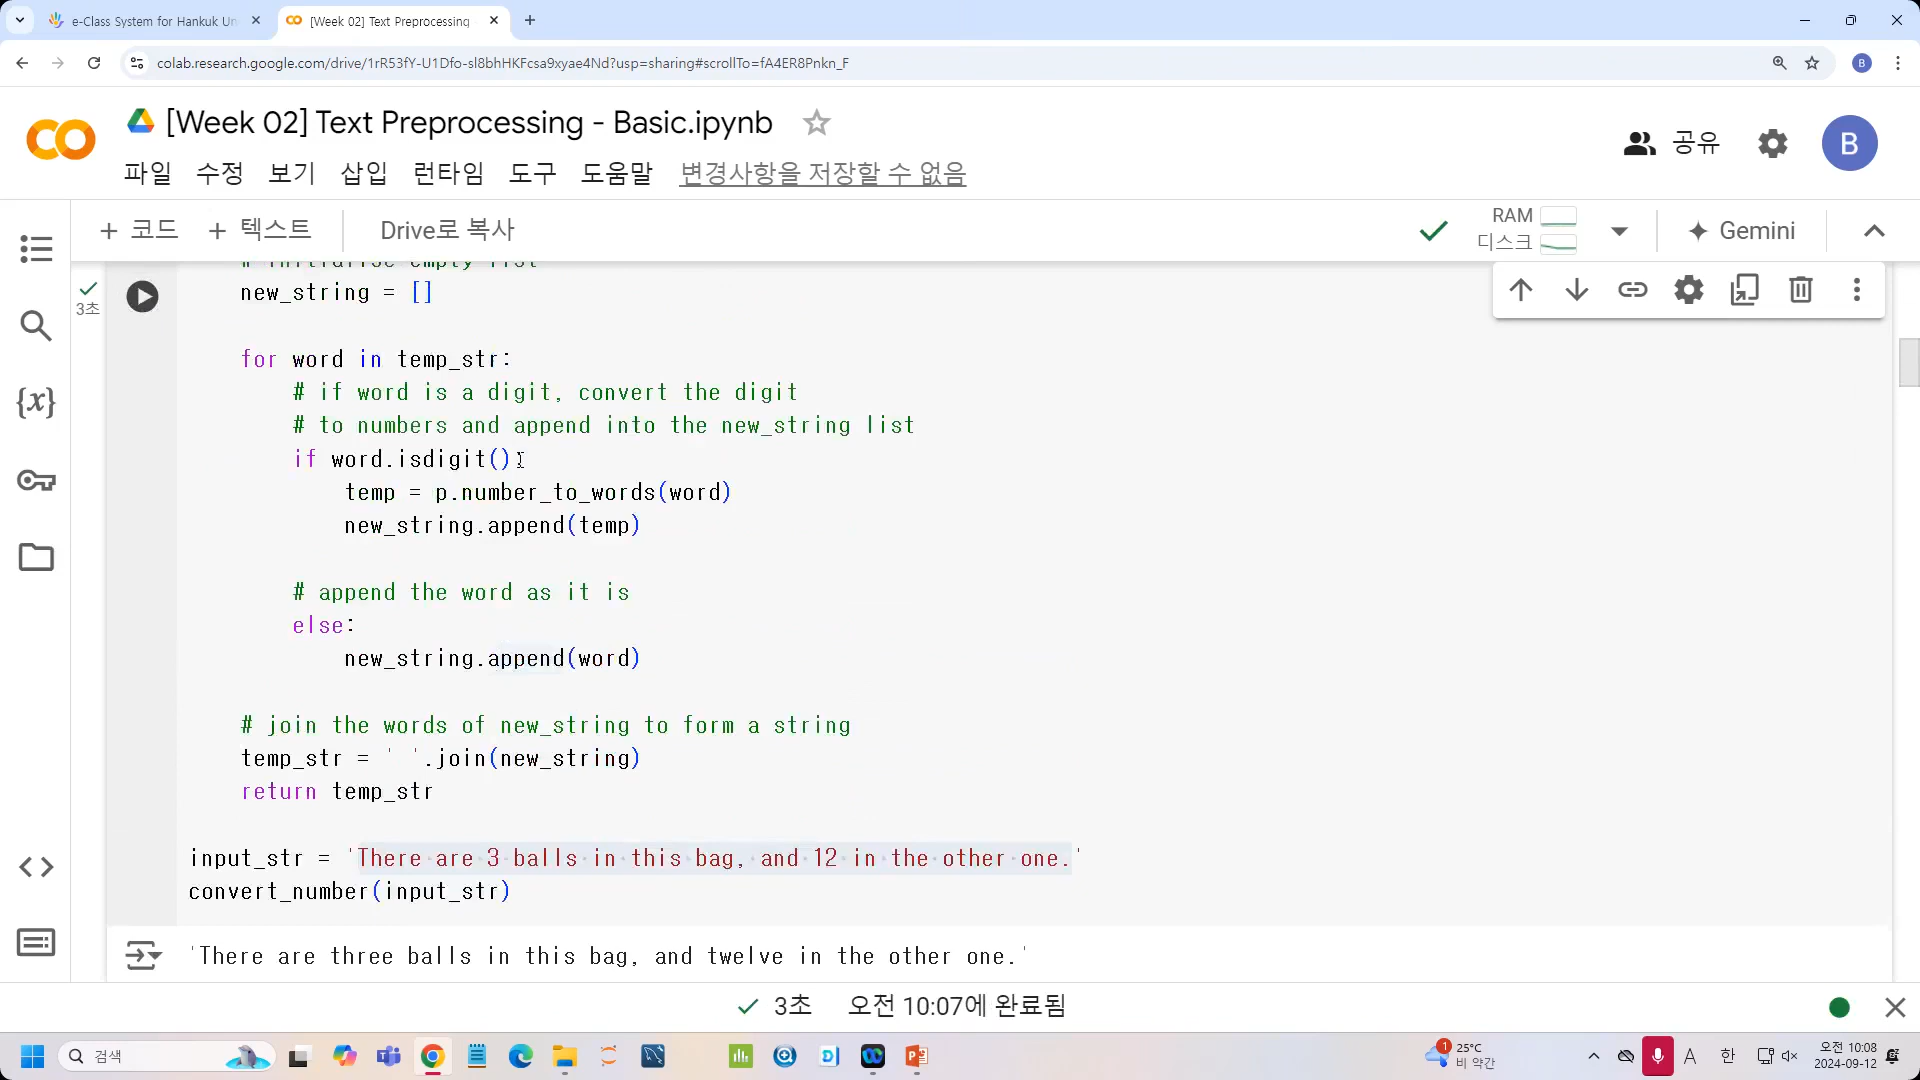 e-Class System for Hankuk Un
[Week 02] Text Preprocessing
colab.research.google.com/drive/1rR53fY-U1Dfo-sl8bhHKFcsa9xyae4Nd?usp=sharing#scrollTo=fA4ER8Pnkn_F
B
CO
[Week 02] Text Preprocessing - Basic.ipynb
공유
B
파일 수정 보기 삽입 런타임 도구 도움말 변경사항을 저장할 수 없음
+ 코드 + 텍스트 Drive로 복사
RAM
디스크
Gemini
3초
# initialise empty list
new_string = []
for word in temp_str:
# if word is a digit, convert the digit
# to numbers and append into the new_string list
if word.isdigit():
temp = p.number_to_words(word)
new_string.append(temp)
# append the word as it is
else:
new_string.append(word)
# join the words of new_string to form a string
temp_str = ' '.join(new_string)
return temp_str
input_str = 'There are 3 balls in this bag, and 12 in the other one.'
convert_number(input_str)
'There are three balls in this bag, and twelve in the other one.'
3초 오전 10:07에 완료됨
검색
1
25°C
비 약간
A
한
오전 10:08
2024-09-12